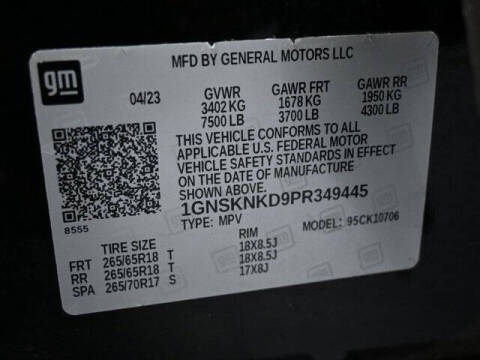 gm
MFD BY GENERAL MOTORS LLC
04/23 GVWR GAWR FRT GAWR RR
3402 KG 1678 KG 1950 KG
7500 LB 3700 LB 4300 LB
THIS VEHICLE CONFORMS TO ALL
APPLICABLE U.S. FEDERAL MOTOR
VEHICLE SAFETY STANDARDS IN EFFECT
ON THE DATE OF MANUFACTURE
SHOWN ABOVE.
1GNSKNKD9PR349445
8555
TYPE: MPV MODEL: 95CK10706
TIRE SIZE RIM
FRT 265/65R18 T 18X8.5J
RR 265/65R18 T 18X8.5J
SPA 265/70R17 S 17X8J